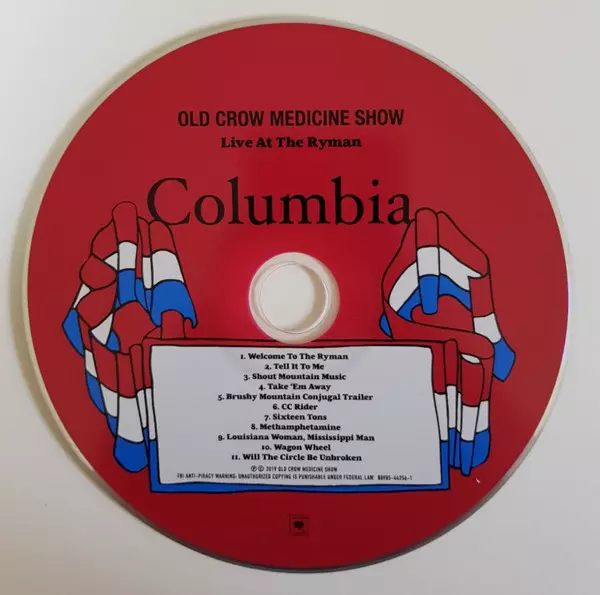 OLD CROW MEDICINE SHOW
Live At The Ryman
Columbia
1. Welcome To The Ryman
2. Tell It To Me
3. Shout Mountain Music
4. Take 'Em Away
5. Brushy Mountain Conjugal Trailer
6. CC Rider
7. Sixteen Tons
8. Methamphetamine
9. Louisiana Woman, Mississippi Man
10. Wagon Wheel
11. Will The Circle Be Unbroken
℗ © 2019 OLD CROW MEDICINE SHOW
FBI ANTI-PIRACY WARNING: UNAUTHORIZED COPYING IS PUNISHABLE UNDER FEDERAL LAW. 88985-44256-1